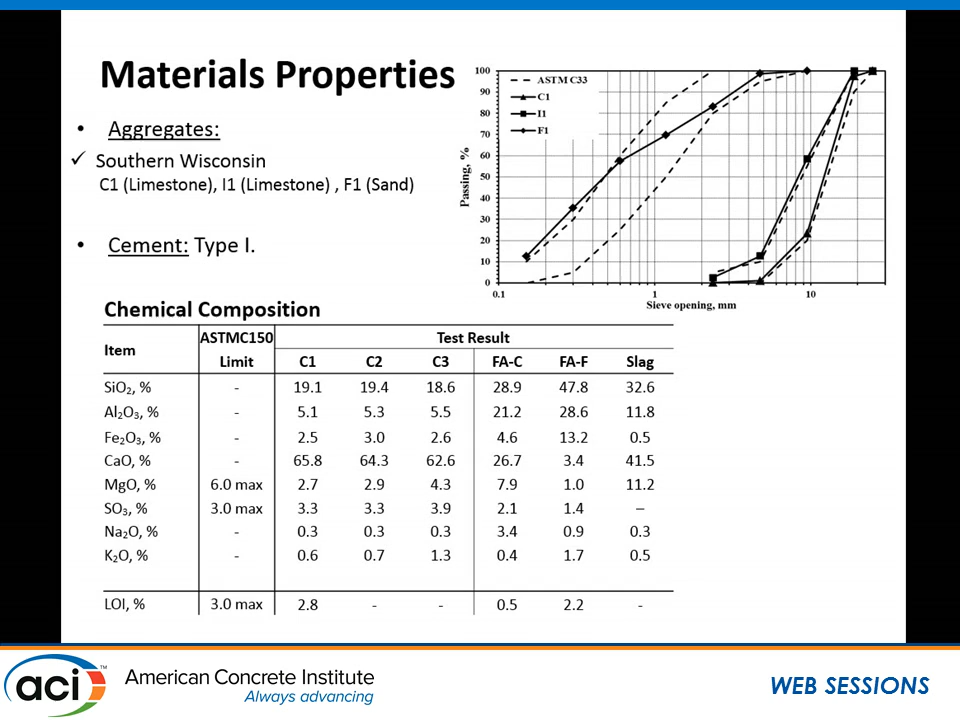 Materials Properties
• Aggregates:
✓ Southern Wisconsin
C1 (Limestone), I1 (Limestone) , F1 (Sand)
• Cement: Type I.
100
90
80
70
60
50
40
30
20
10
0
Passing, %
ASTM C33
C1
I1
F1
0.1 1 10
Sieve opening, mm
Chemical Composition
Item ASTMC150 Limit Test Result
C1 C2 C3 FA-C FA-F Slag
SiO₂, % - 19.1 19.4 18.6 28.9 47.8 32.6
Al₂O₃, % - 5.1 5.3 5.5 21.2 28.6 11.8
Fe₂O₃, % - 2.5 3.0 2.6 4.6 13.2 0.5
CaO, % - 65.8 64.3 62.6 26.7 3.4 41.5
MgO, % 6.0 max 2.7 2.9 4.3 7.9 1.0 11.2
SO₃, % 3.0 max 3.3 3.3 3.9 2.1 1.4 –
Na₂O, % - 0.3 0.3 0.3 3.4 0.9 0.3
K₂O, % - 0.6 0.7 1.3 0.4 1.7 0.5
LOI, % 3.0 max 2.8 - - 0.5 2.2 -
aci™
American Concrete Institute
Always advancing
WEB SESSIONS